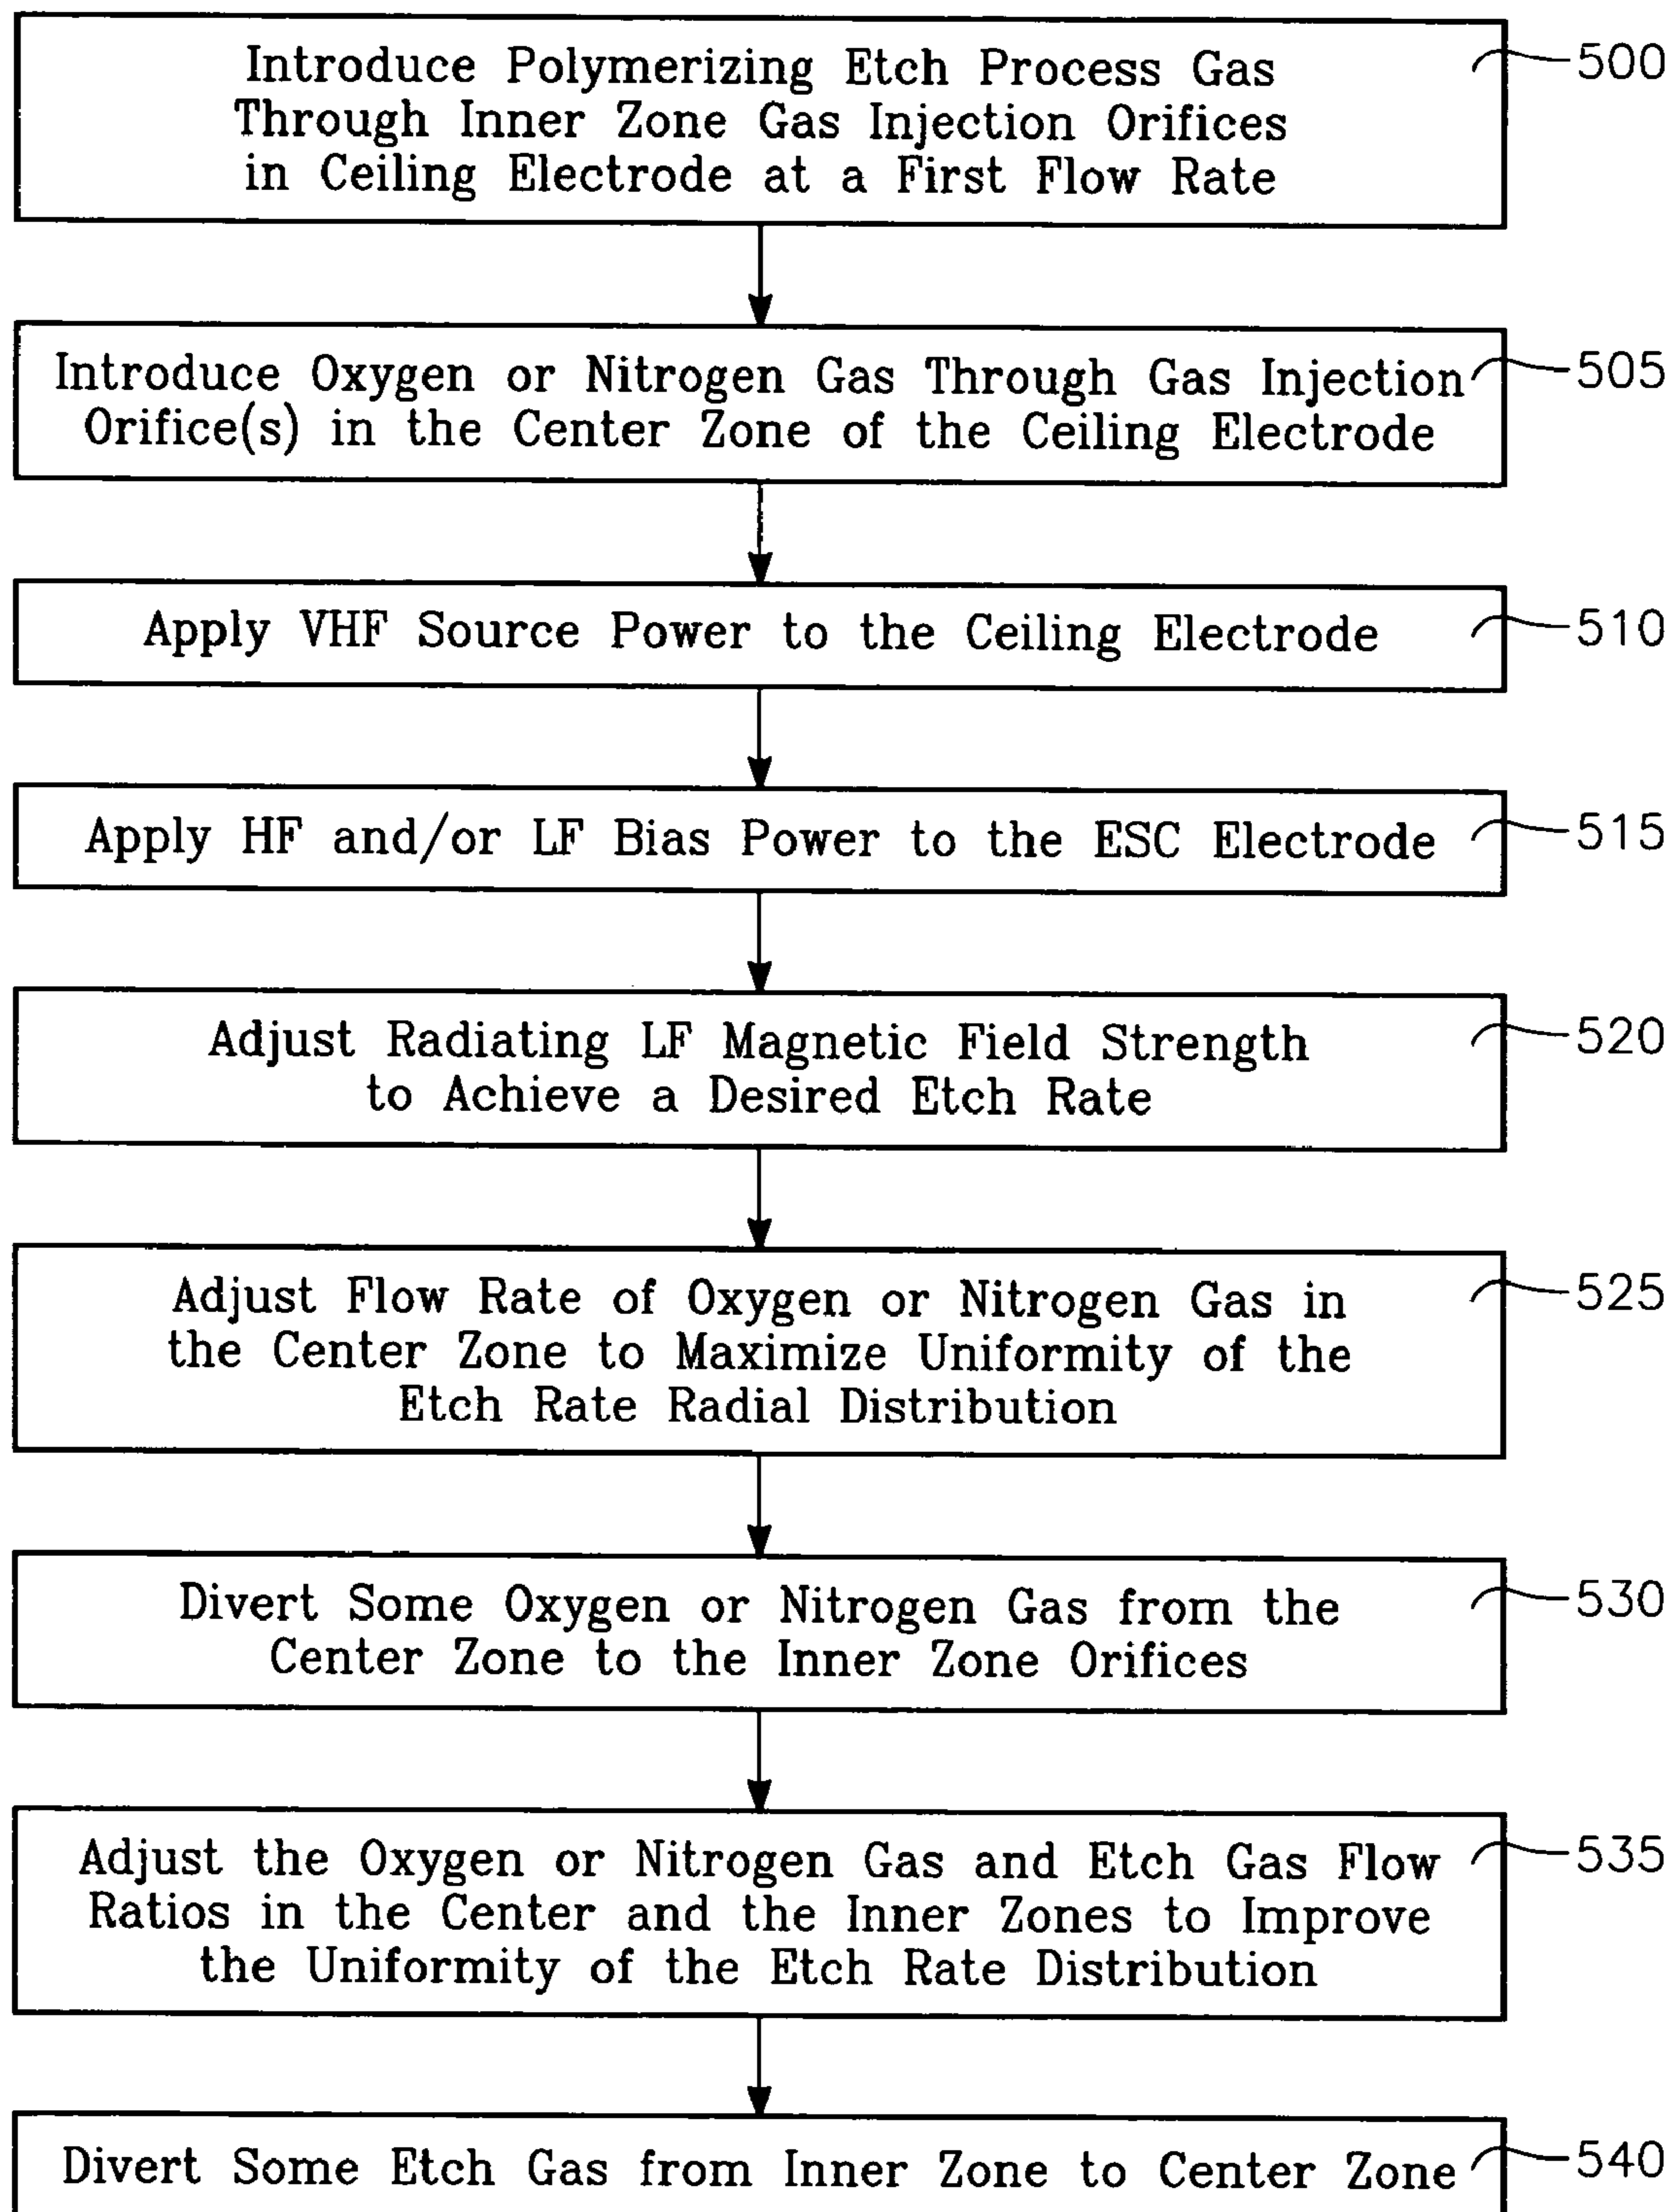 Introduce Polymerizing Etch Process Gas
Through Inner Zone Gas Injection Orifices
in Ceiling Electrode at a First Flow Rate
500
Introduce Oxygen or Nitrogen Gas Through Gas Injection
Orifice(s) in the Center Zone of the Ceiling Electrode
505
Apply VHF Source Power to the Ceiling Electrode
510
Apply HF and/or LF Bias Power to the ESC Electrode
515
Adjust Radiating LF Magnetic Field Strength
to Achieve a Desired Etch Rate
520
Adjust Flow Rate of Oxygen or Nitrogen Gas in
the Center Zone to Maximize Uniformity of the
Etch Rate Radial Distribution
525
Divert Some Oxygen or Nitrogen Gas from the
Center Zone to the Inner Zone Orifices
530
Adjust the Oxygen or Nitrogen Gas and Etch Gas Flow
Ratios in the Center and the Inner Zones to Improve
the Uniformity of the Etch Rate Distribution
535
Divert Some Etch Gas from Inner Zone to Center Zone
540